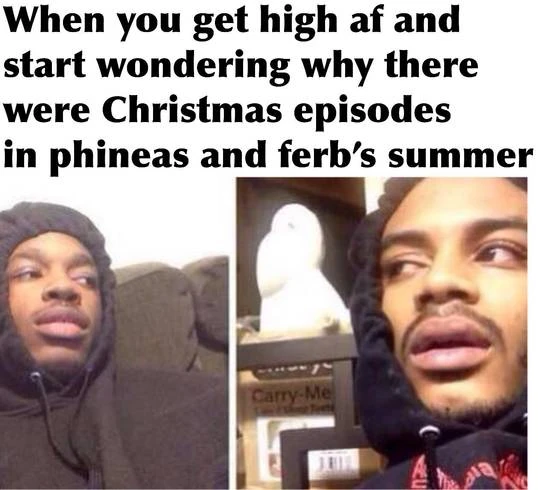 When you get high af and
start wondering why there
were Christmas episodes
in phineas and ferb's summer
Carry-Me